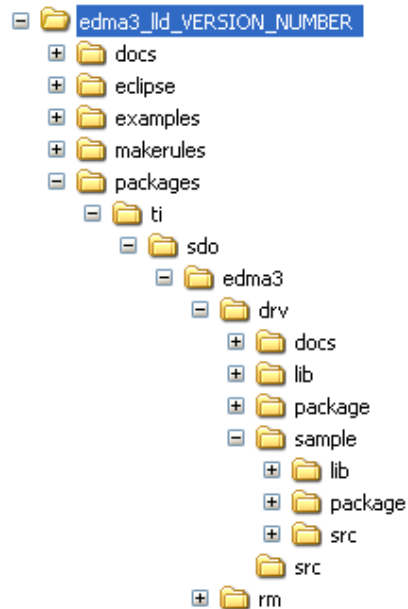 edma3_lld_VERSION_NUMBER
docs
eclipse
examples
makerules
packages
ti
sdo
edma3
drv
docs
lib
package
sample
lib
package
src
src
rm